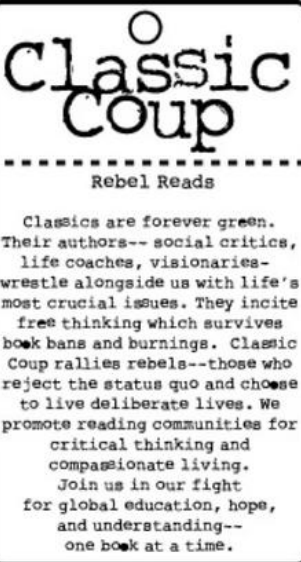 Classic
Coup
Rebel Reads
Classics are forever green.
Their authors-- social critics,
life coaches, visionaries-
wrestle alongside us with life's
most crucial issues. They incite
free thinking which survives
book bans and burnings. Classic
Coup rallies rebels--those who
reject the status quo and choose
to live deliberate lives. We
promote reading communities for
critical thinking and
compassionate living.
Join us in our fight
for global education, hope,
and understanding--
one book at a time.